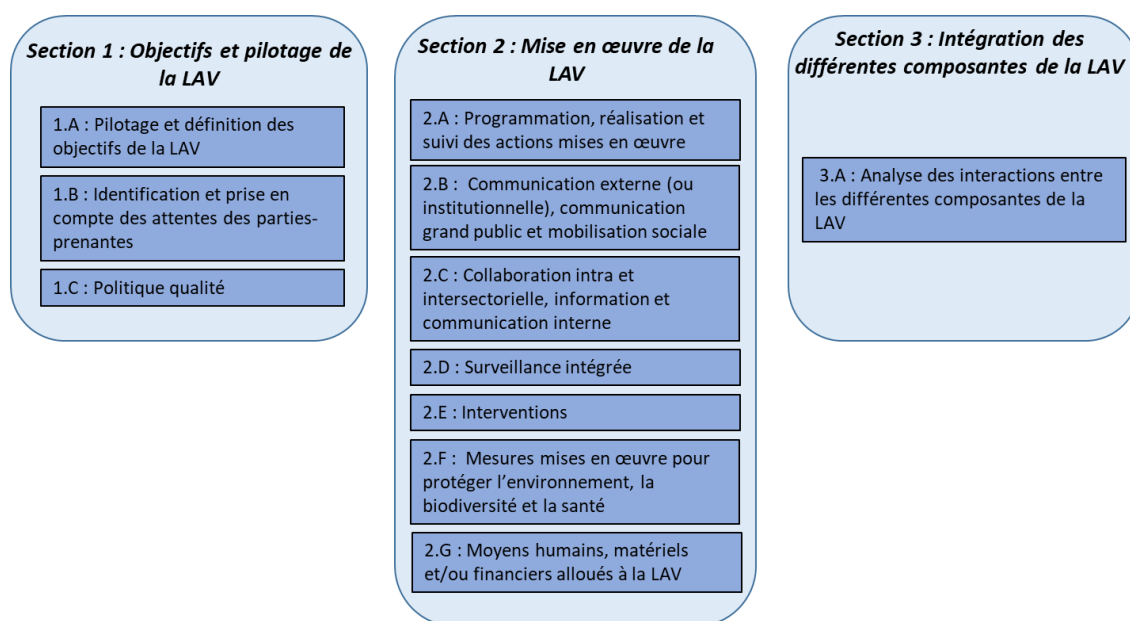 Section 1 : Objectifs et pilotage de
la LAV
1.A : Pilotage et définition des
objectifs de la LAV
1.B : Identification et prise en
compte des attentes des parties-
prenantes
1.C : Politique qualité
Section 2 : Mise en œuvre de la
LAV
2.A : Programmation, réalisation et
suivi des actions mises en œuvre
2.B : Communication externe (ou
institutionnelle), communication
grand public et mobilisation sociale
2.C : Collaboration intra et
intersectorielle, information et
communication interne
2.D : Surveillance intégrée
2.E : Interventions
2.F : Mesures mises en œuvre pour
protéger l’environnement, la
biodiversité et la santé
2.G : Moyens humains, matériels
et/ou financiers alloués à la LAV
Section 3 : Intégration des
différentes composantes de la LAV
3.A : Analyse des interactions entre
les différentes composantes de la
LAV